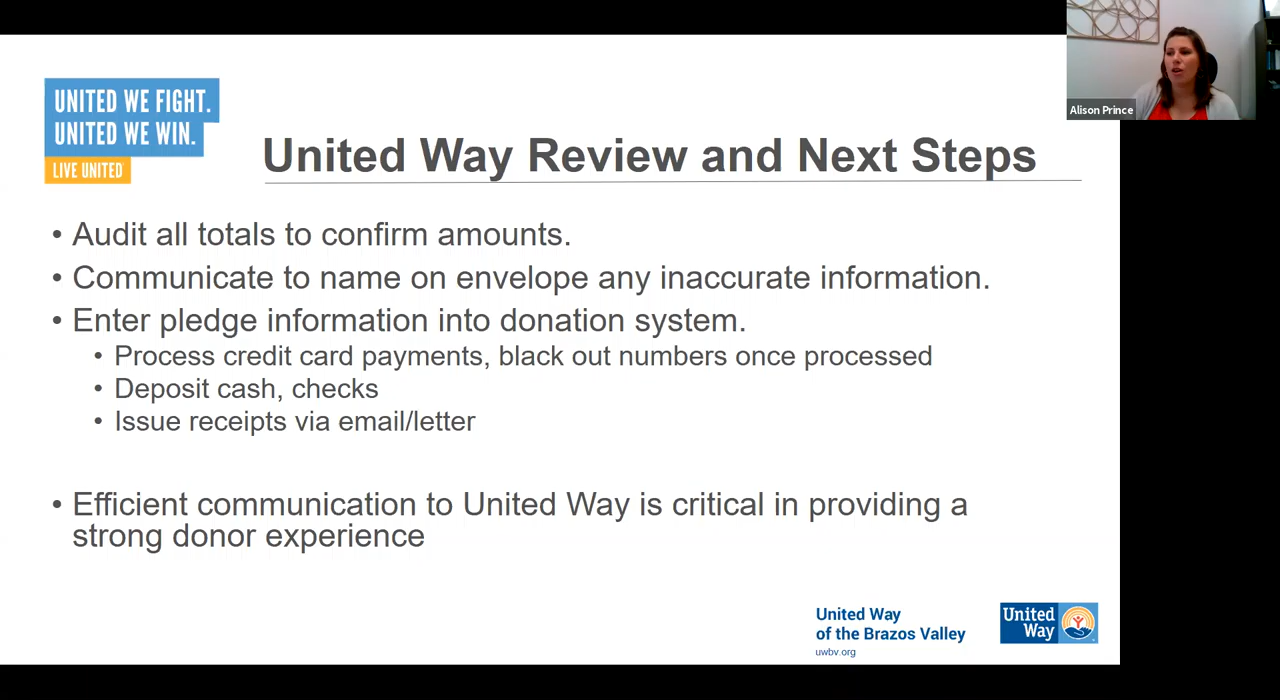 Alison Prince
UNITED WE FIGHT.
UNITED WE WIN.
LIVE UNITED
United Way Review and Next Steps
• Audit all totals to confirm amounts.
• Communicate to name on envelope any inaccurate information.
• Enter pledge information into donation system.
• Process credit card payments, black out numbers once processed
• Deposit cash, checks
• Issue receipts via email/letter
• Efficient communication to United Way is critical in providing a
strong donor experience
United Way
of the Brazos Valley
uwbv.org
United
Way